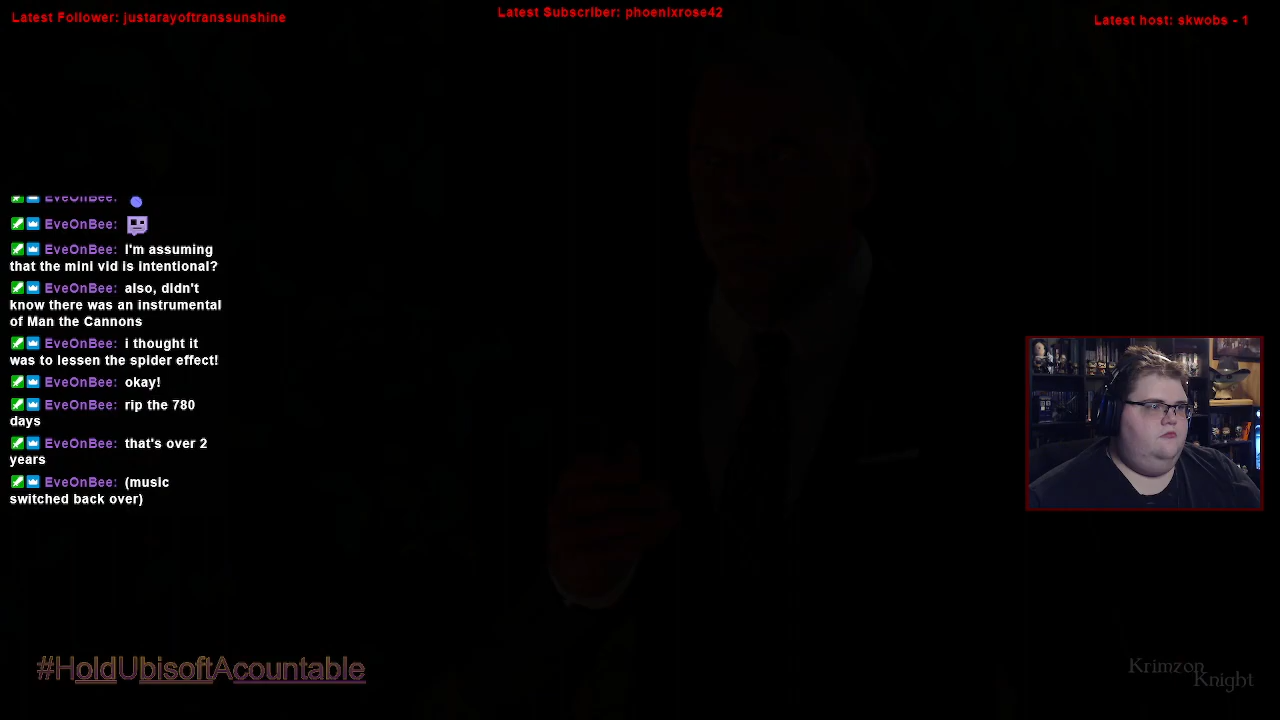 Latest Follower: justarayoftranssunshine
Latest Subscriber: phoenixrose42
Latest host: skwobs - 1
EveOnBee:
EveOnBee:
EveOnBee: I'm assuming
that the mini vid is intentional?
EveOnBee: also, didn't
know there was an instrumental
of Man the Cannons
EveOnBee: i thought it
was to lessen the spider effect!
EveOnBee: okay!
EveOnBee: rip the 780
days
EveOnBee: that's over 2
years
EveOnBee: (music
switched back over)
#HoldUbisoftAcountable
Krimzon
Knight